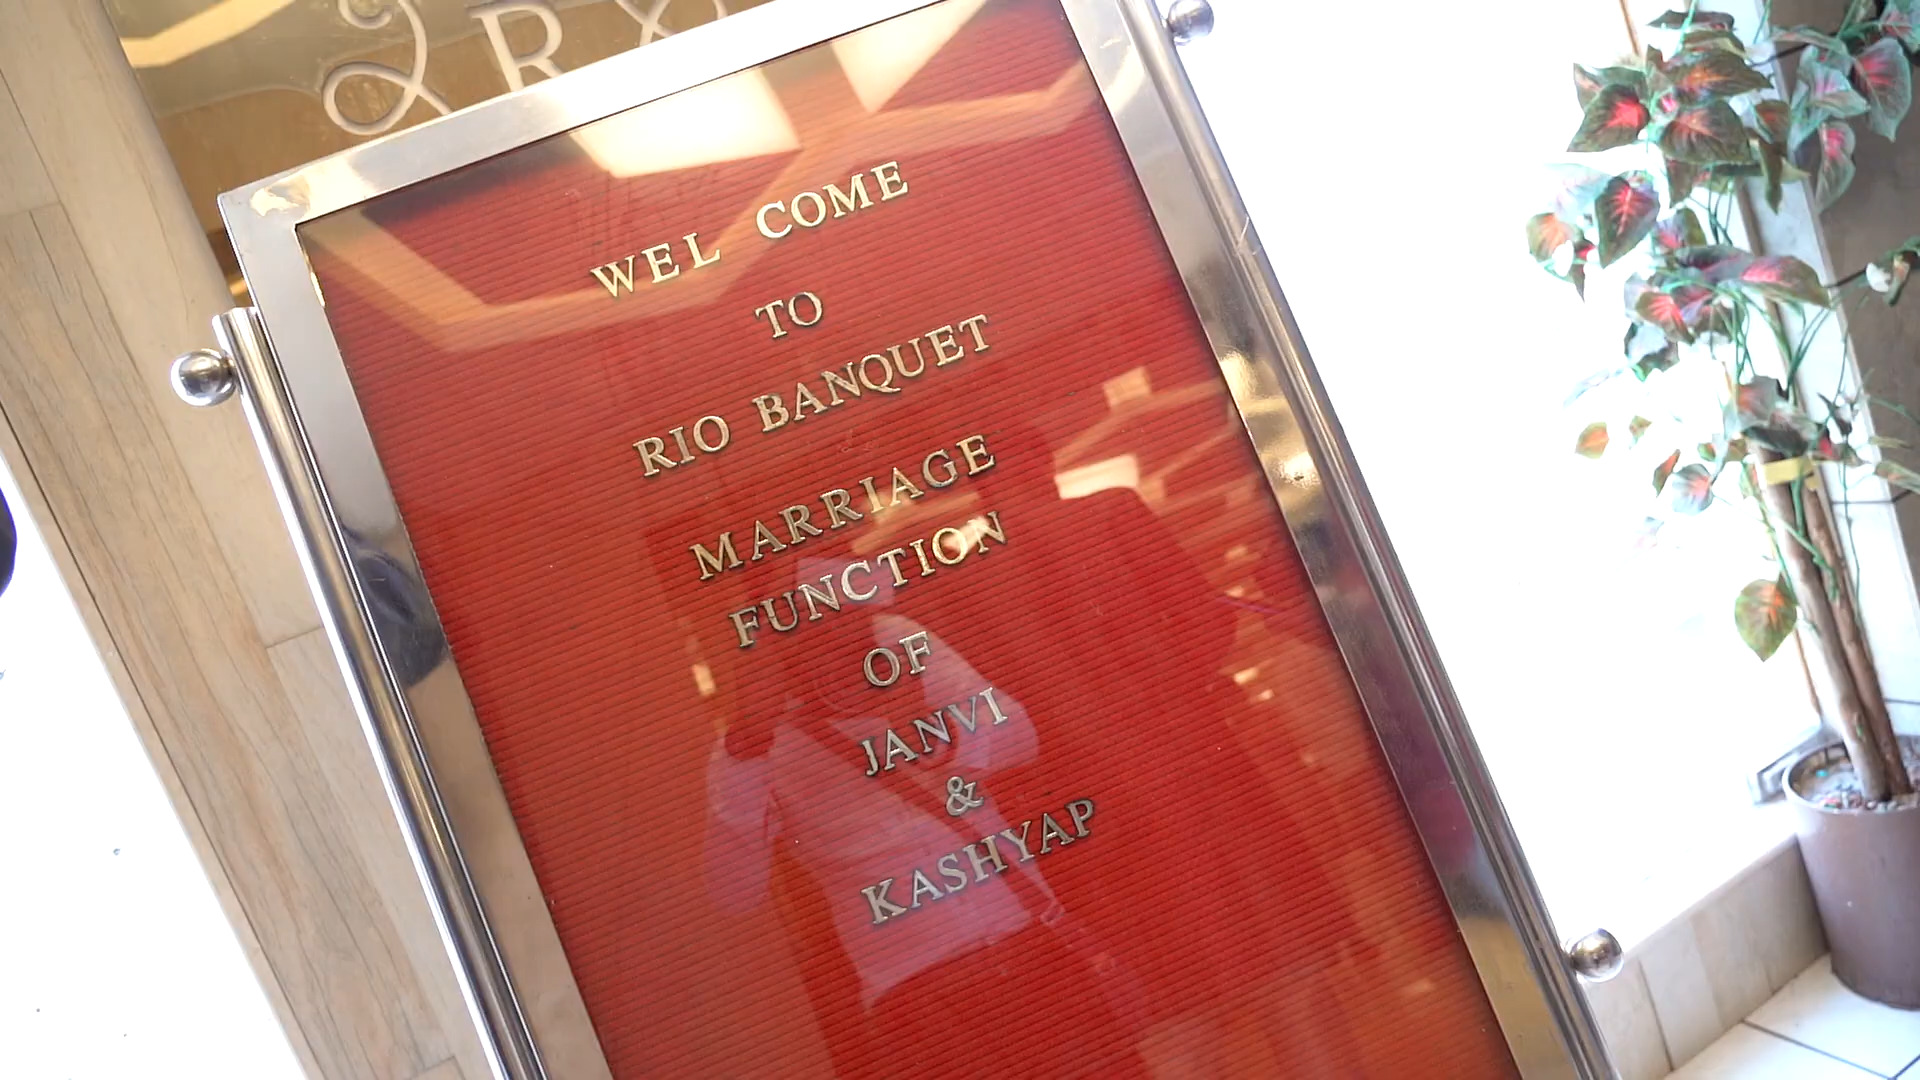 WEL COME
TO
RIO BANQUET
MARRIAGE
FUNCTION
OF
JANVI
&
KASHYAP